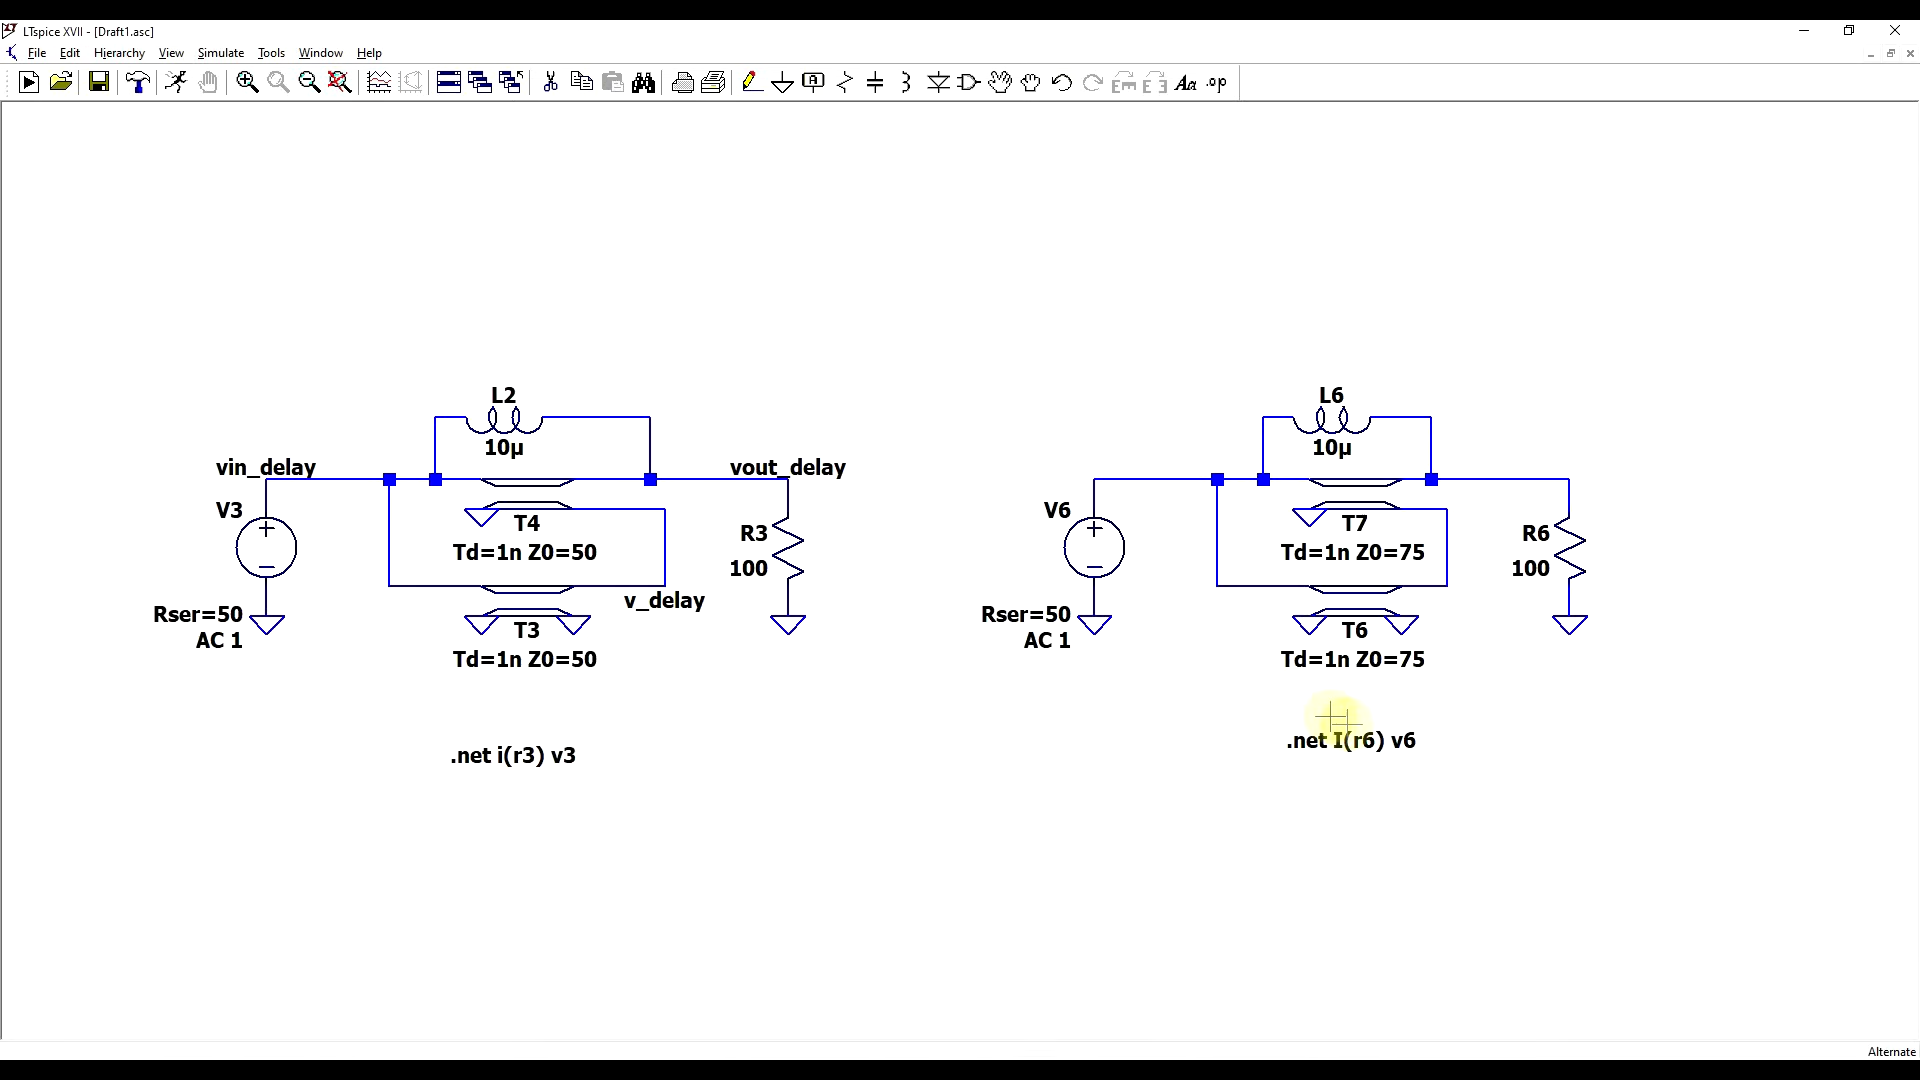 LTspice XVII - [Draft1.asc]
File Edit Hierarchy View Simulate Tools Window Help
Aa .op
L2
10µ
vin_delay
vout_delay
V3
T4
Td=1n Z0=50
R3
100
v_delay
Rser=50
AC 1
T3
Td=1n Z0=50
.net i(r3) v3
L6
10µ
V6
T7
Td=1n Z0=75
R6
100
Rser=50
AC 1
T6
Td=1n Z0=75
.net I(r6) v6
Alternate